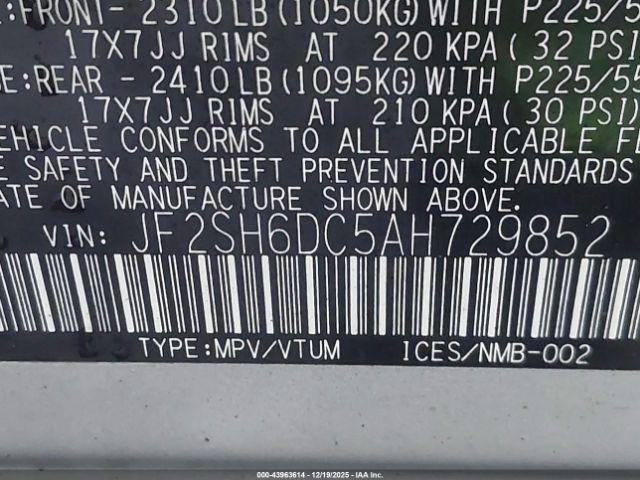 :FRONT- 2310 LB (1050KG) WITH P225/5
17X7JJ RIMS AT 220 KPA ( 32 PSI
E:REAR - 2410 LB (1095KG) WITH P225/55
17X7JJ RIMS AT 210 KPA ( 30 PSI)
EHICLE CONFORMS TO ALL APPLICABLE FE
E SAFETY AND THEFT PREVENTION STANDARDS
ATE OF MANUFACTURE SHOWN ABOVE.
VIN: JF2SH6DC5AH729852
TYPE:MPV/VTUM ICES/NMB-002
000-43963614 - 12/19/2025 - IAA Inc.